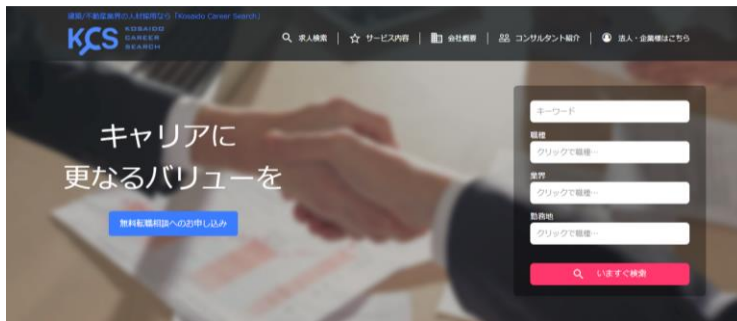 建築/不動産業界の人材採用なら「Kosaido Career Search」
KCS KOSAIDO
CAREER
SEARCH
求人検索
サービス内容
会社概要
コンサルタント紹介
法人・企業様はこちら
キャリアに
更なるバリューを
無料転職相談へのお申し込み
キーワード
職種
クリックで職種…
業界
クリックで職種…
勤務地
クリックで職種…
いますぐ検索